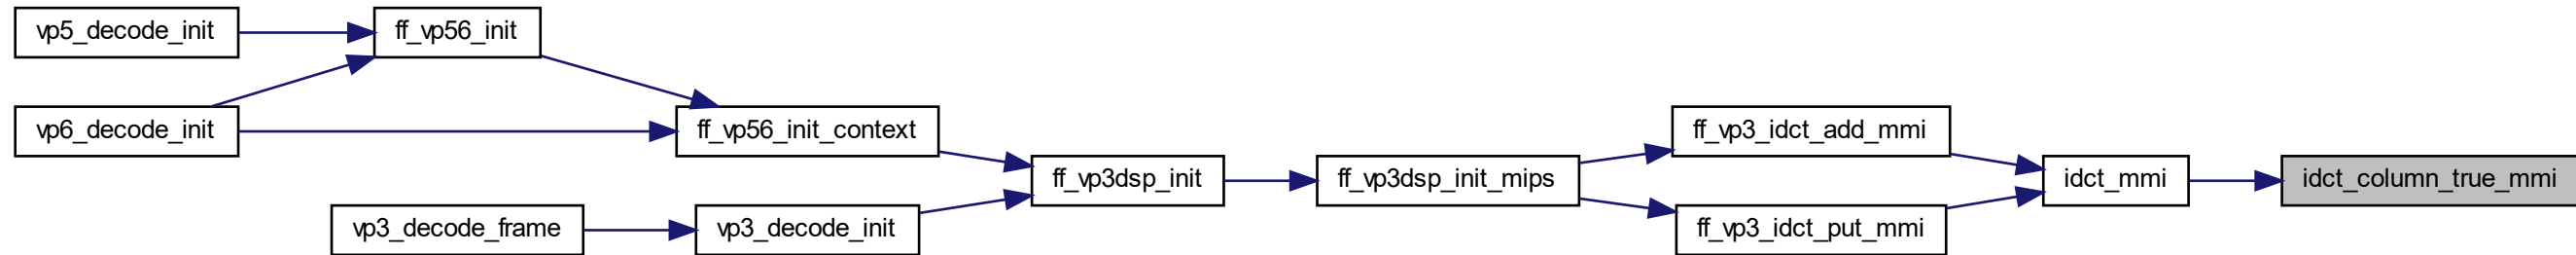 vp5_decode_init
ff_vp56_init
vp6_decode_init
ff_vp56_init_context
ff_vp3_idct_add_mmi
ff_vp3dsp_init
ff_vp3dsp_init_mips
idct_mmi
idct_column_true_mmi
vp3_decode_frame
vp3_decode_init
ff_vp3_idct_put_mmi